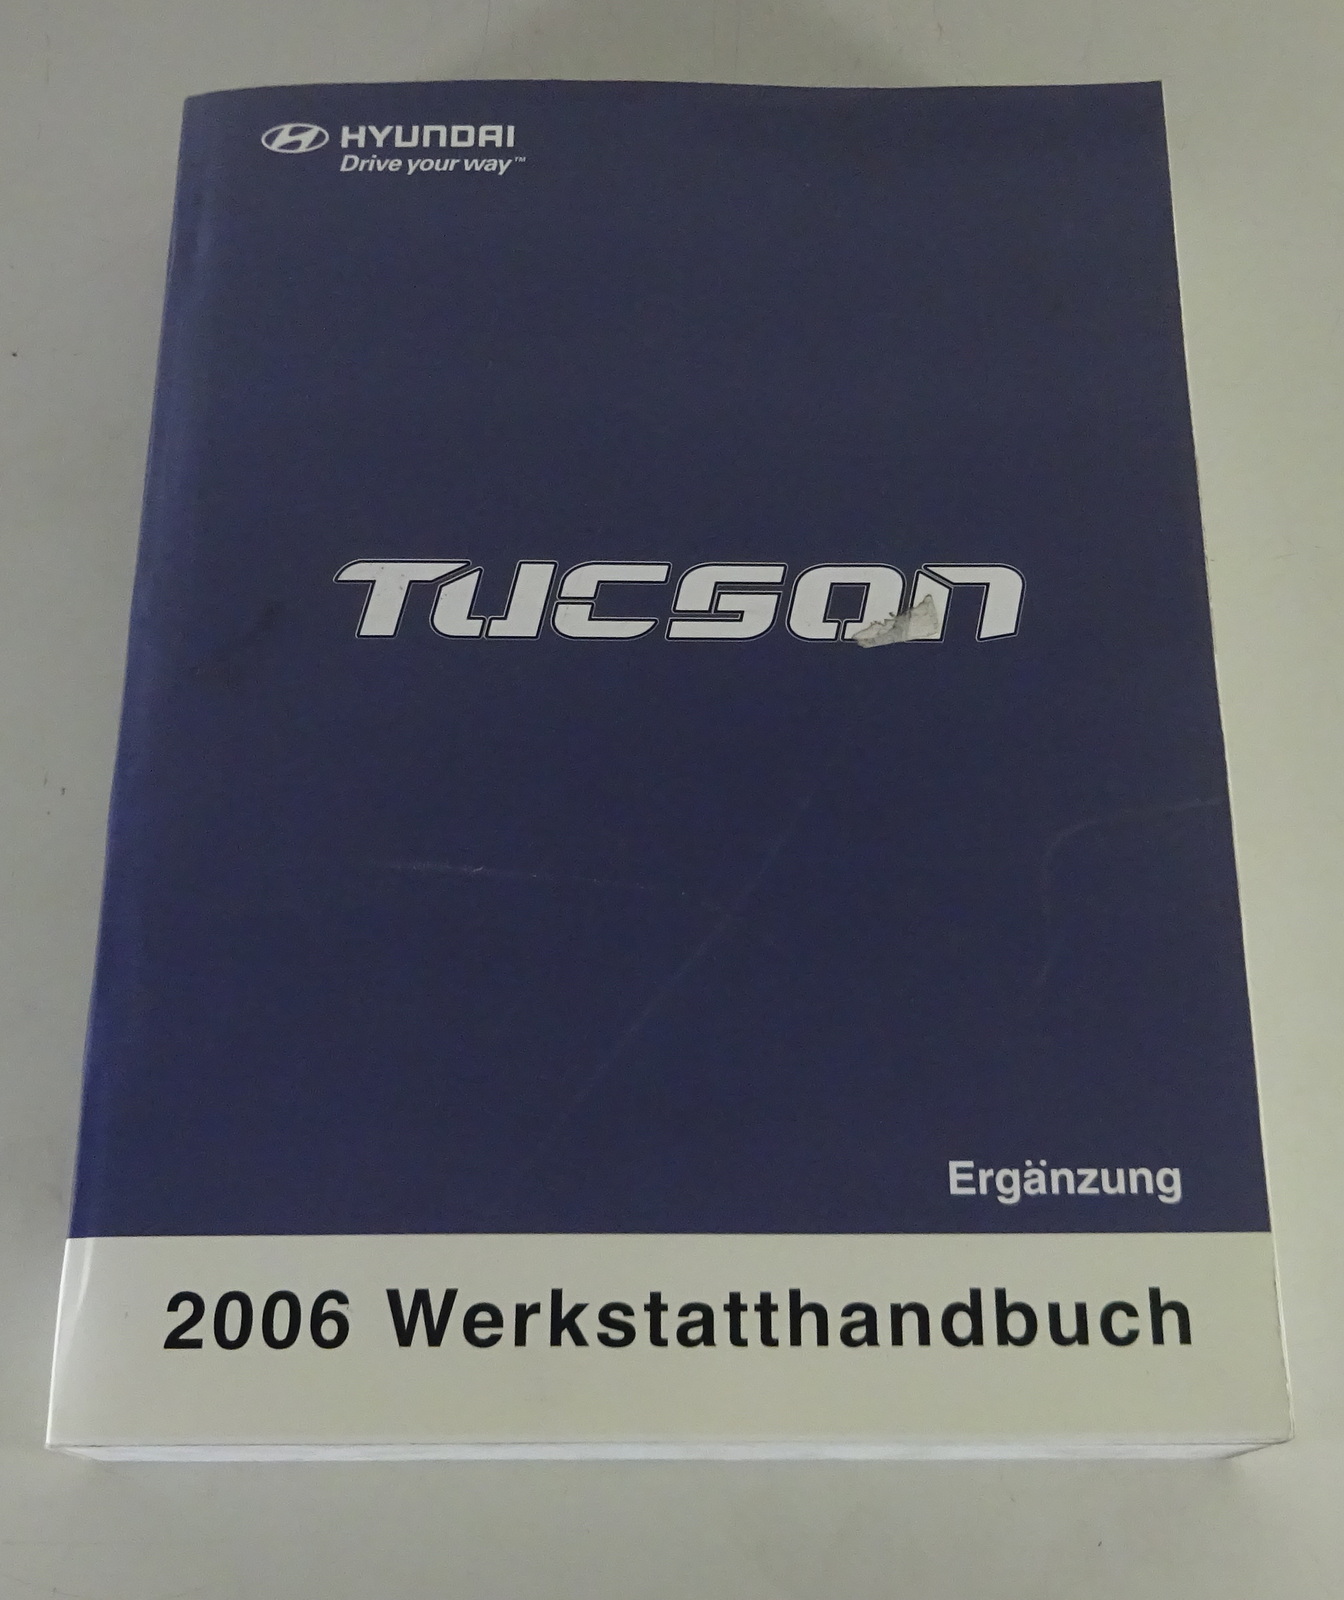 HYUNDAI
Drive your way™
TUCSON
Ergänzung
2006 Werkstatthandbuch